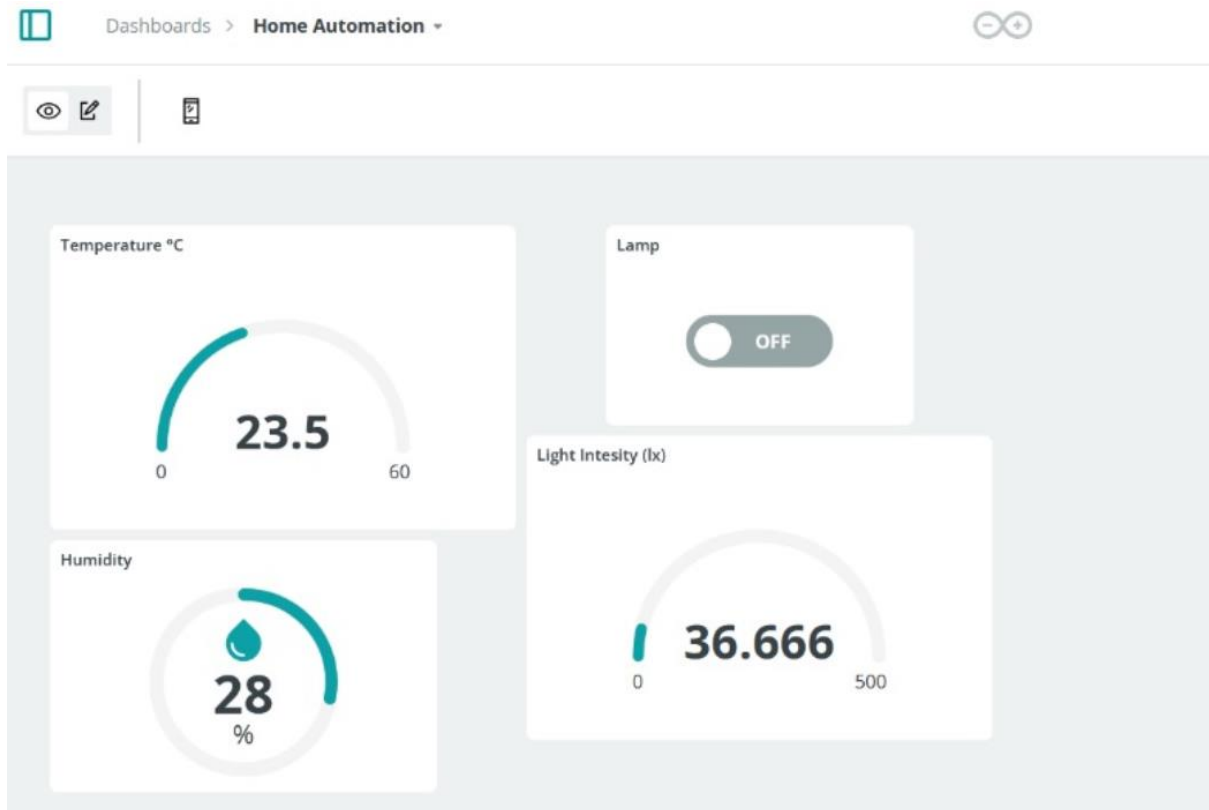 Dashboards > Home Automation
Temperature °C
23.5
0
60
Lamp
OFF
Light Intesity (lx)
36.666
0
500
Humidity
28
%